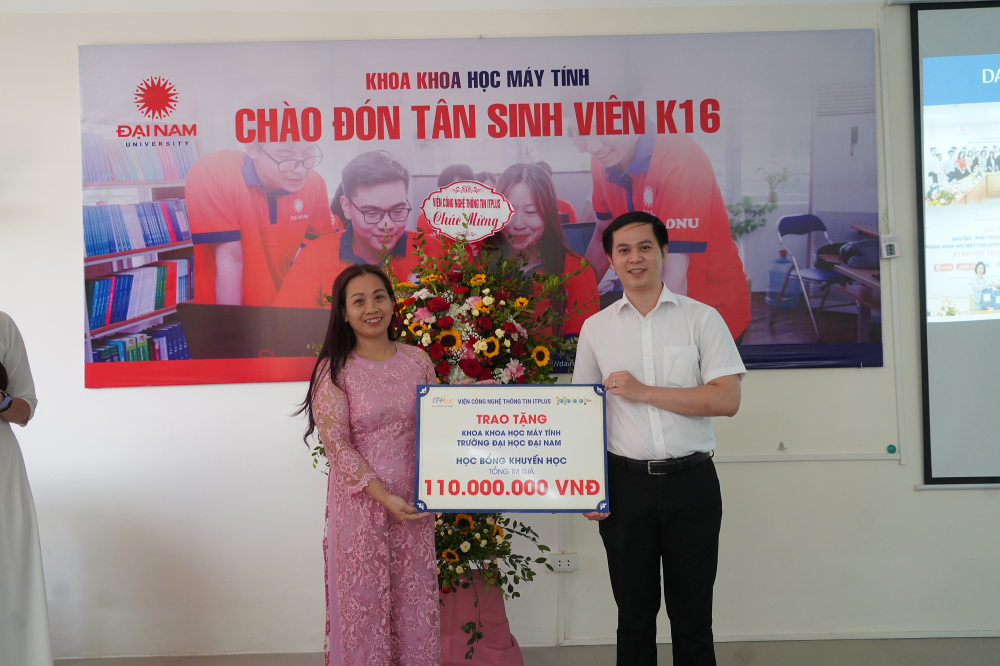 KHOA KHOA HỌC MÁY TÍNH
CHÀO ĐÓN TÂN SINH VIÊN K16
ĐẠI NAM
UNIVERSITY
ĐẠI NAM
DNU
VIỆN CÔNG NGHỆ THÔNG TIN ITPLUS
Chúc Mừng
VIỆN CÔNG NGHỆ THÔNG TIN ITPLUS
TRAO TẶNG
KHOA KHOA HỌC MÁY TÍNH
TRƯỜNG ĐẠI HỌC ĐẠI NAM
HỌC BỔNG KHUYẾN HỌC
TỔNG TRỊ GIÁ
110.000.000 VNĐ